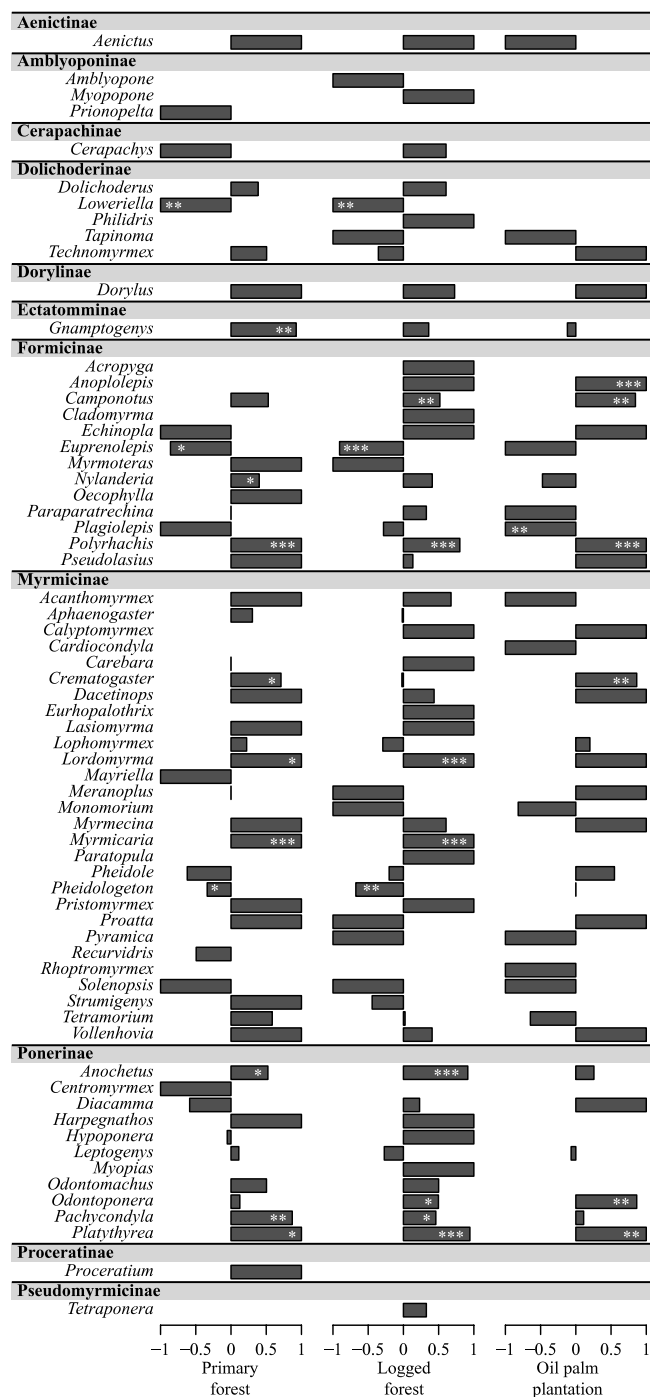 Aenictinae
Aenictus
Amblyoponinae
Amblyopone
Myopopone
Prionopelta
Cerapachinae
Cerapachys
Dolichoderinae
Dolichoderus
Loweriella ** **
Philidris
Tapinoma
Technomyrmex
Dorylinae
Dorylus
Ectatomminae
Gnamptogenys **
Formicinae
Acropyga
Anoplolepis ***
Camponotus ** **
Cladomyrma
Echinopla
Euprenolepis * ***
Myrmoteras
Nylanderia *
Oecophylla
Paraparatrechina
Plagiolepis **
Polyrhachis *** *** ***
Pseudolasius
Myrmicinae
Acanthomyrmex
Aphaenogaster
Calyptomyrmex
Cardiocondyla
Carebara
Crematogaster * **
Dacetinops
Eurhopalothrix
Lasiomyrma
Lophomyrmex
Lordomyrma * ***
Mayriella
Meranoplus
Monomorium
Myrmecina
Myrmicaria *** ***
Paratopula
Pheidole
Pheidologeton * **
Pristomyrmex
Proatta
Pyramica
Recurvidris
Rhoptromyrmex
Solenopsis
Strumigenys
Tetramorium
Vollenhovia
Ponerinae
Anochetus * ***
Centromyrmex
Diacamma
Harpegnathos
Hypoponera
Leptogenys
Myopias
Odontomachus
Odontoponera * **
Pachycondyla ** *
Platythyrea * *** **
Proceratinae
Proceratium
Pseudomyrmicinae
Tetraponera
−1 −0.5 0 0.5 1 −1 −0.5 0 0.5 1 −1 −0.5 0 0.5 1
Primary Logged Oil palm
forest forest plantation